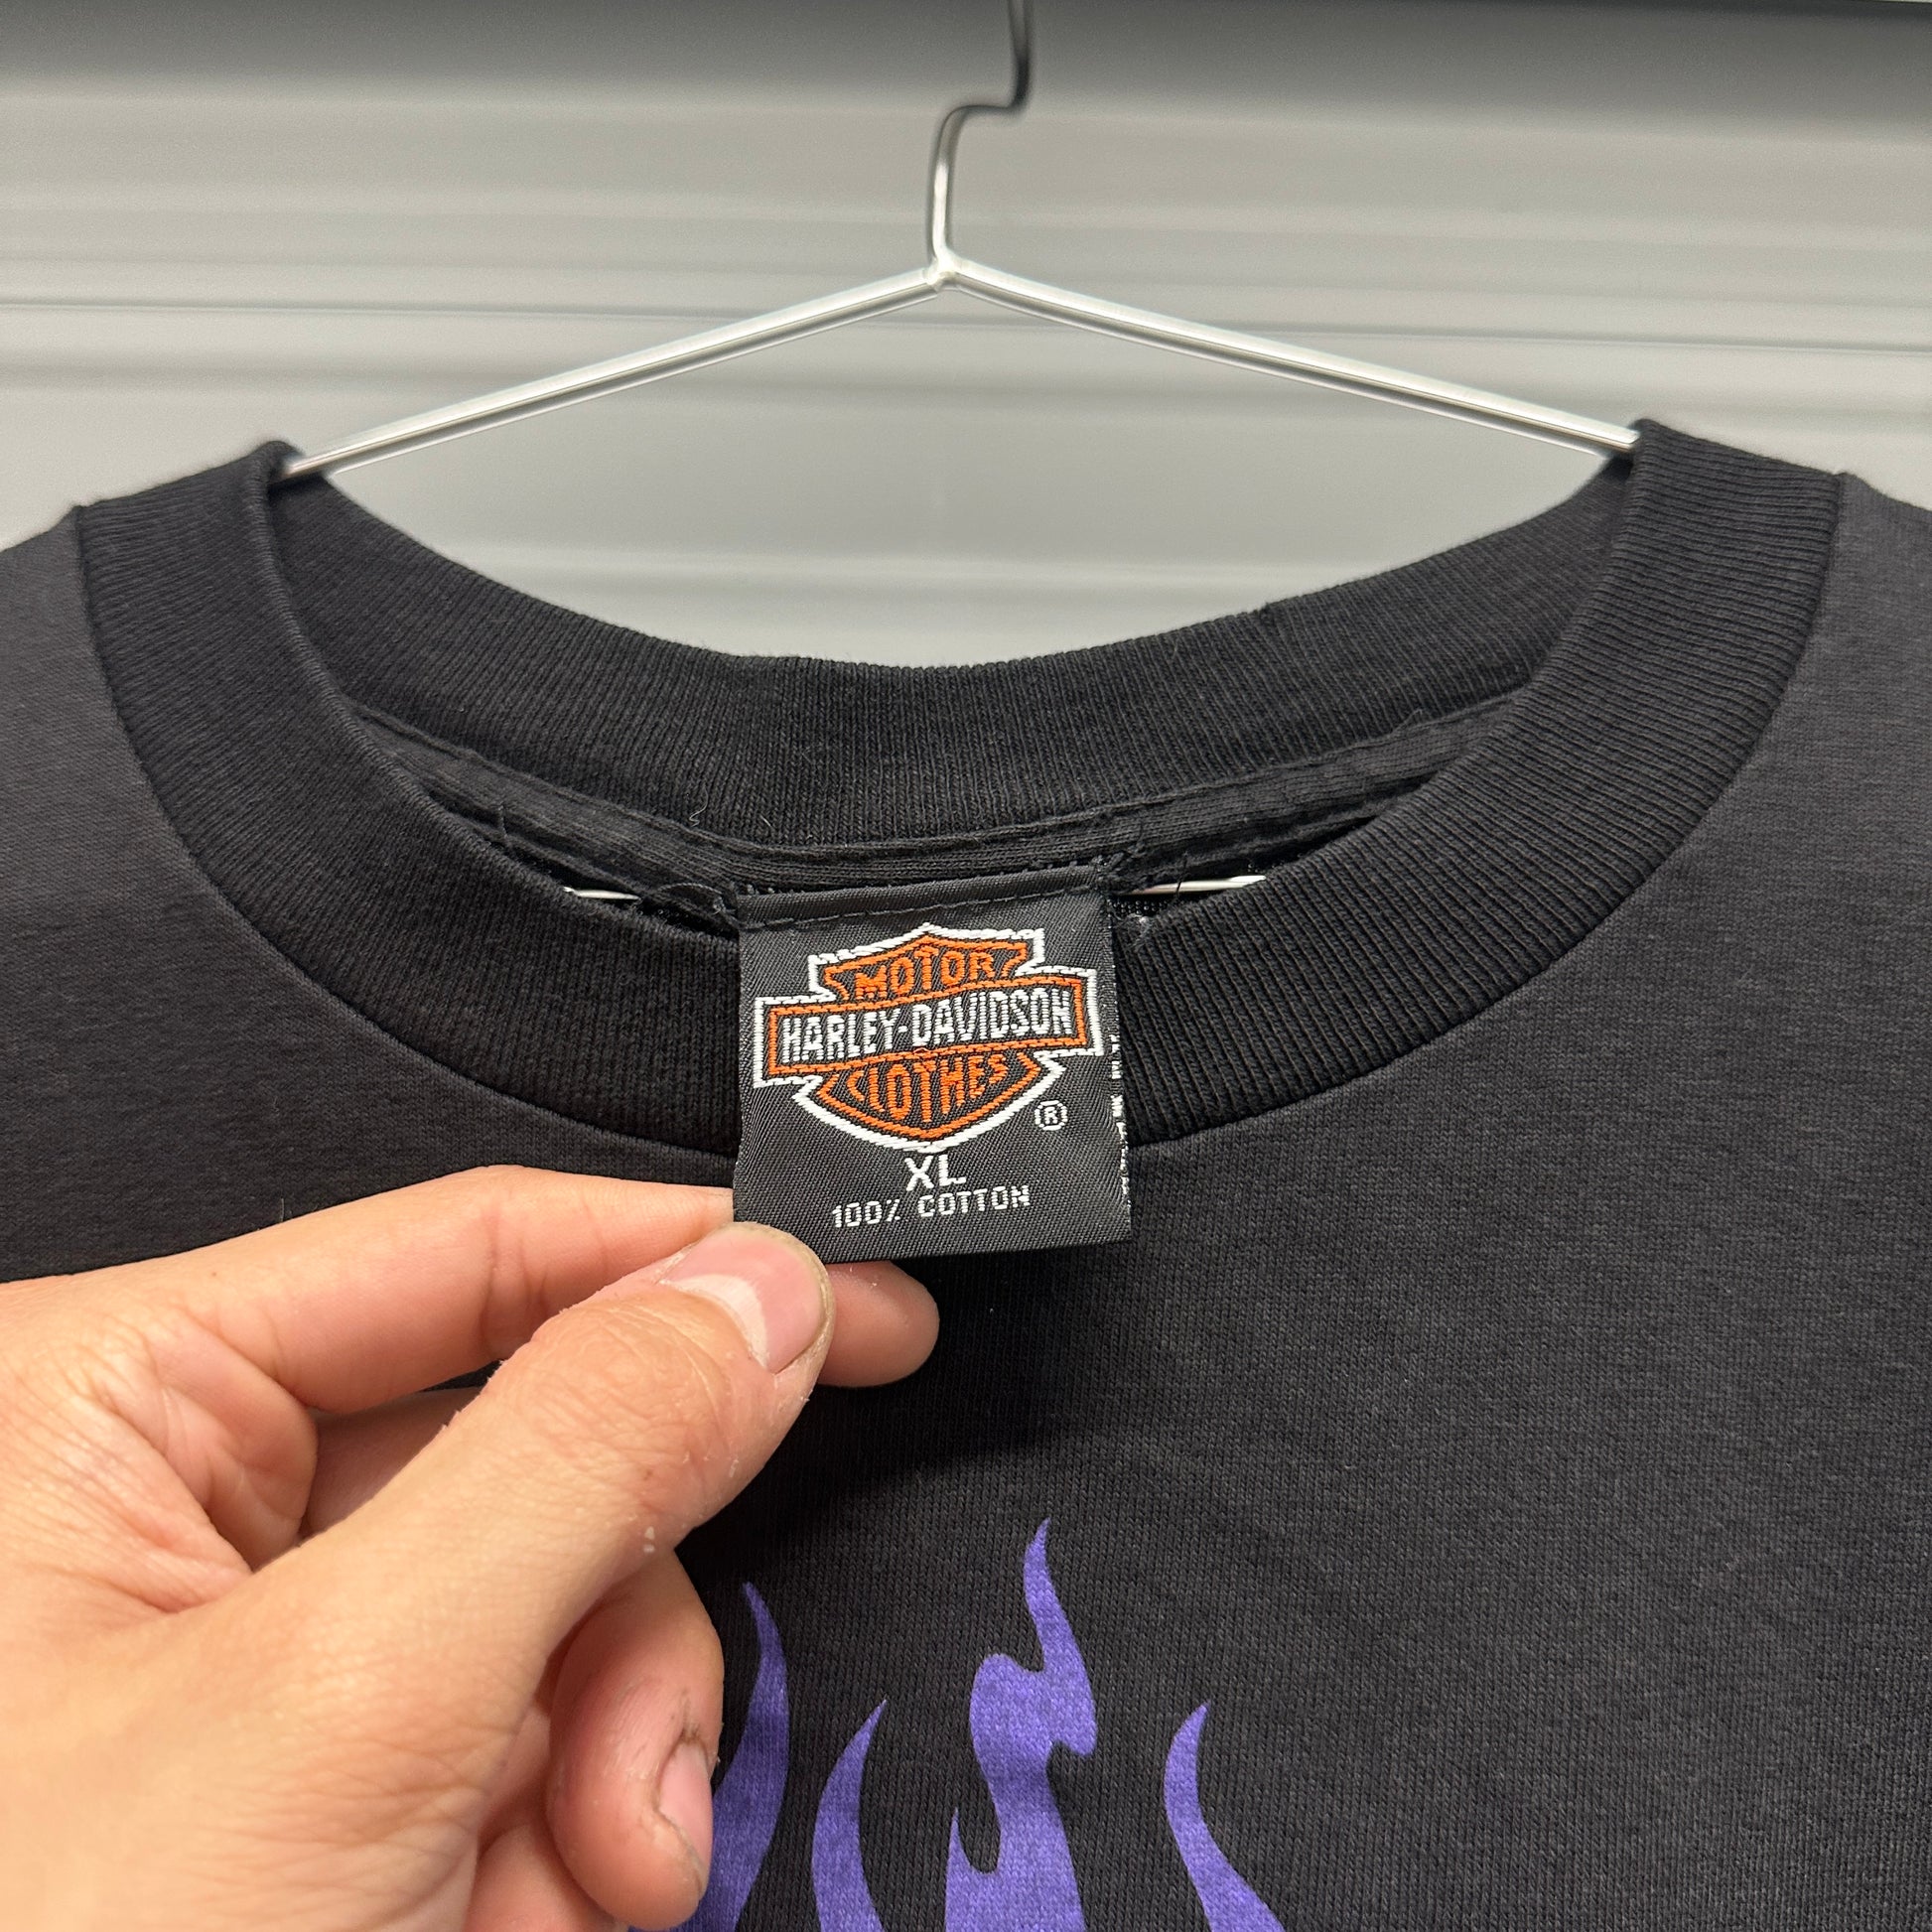 MOTOR
HARLEY-DAVIDSON
CLOTHES
®
XL
100% COTTON